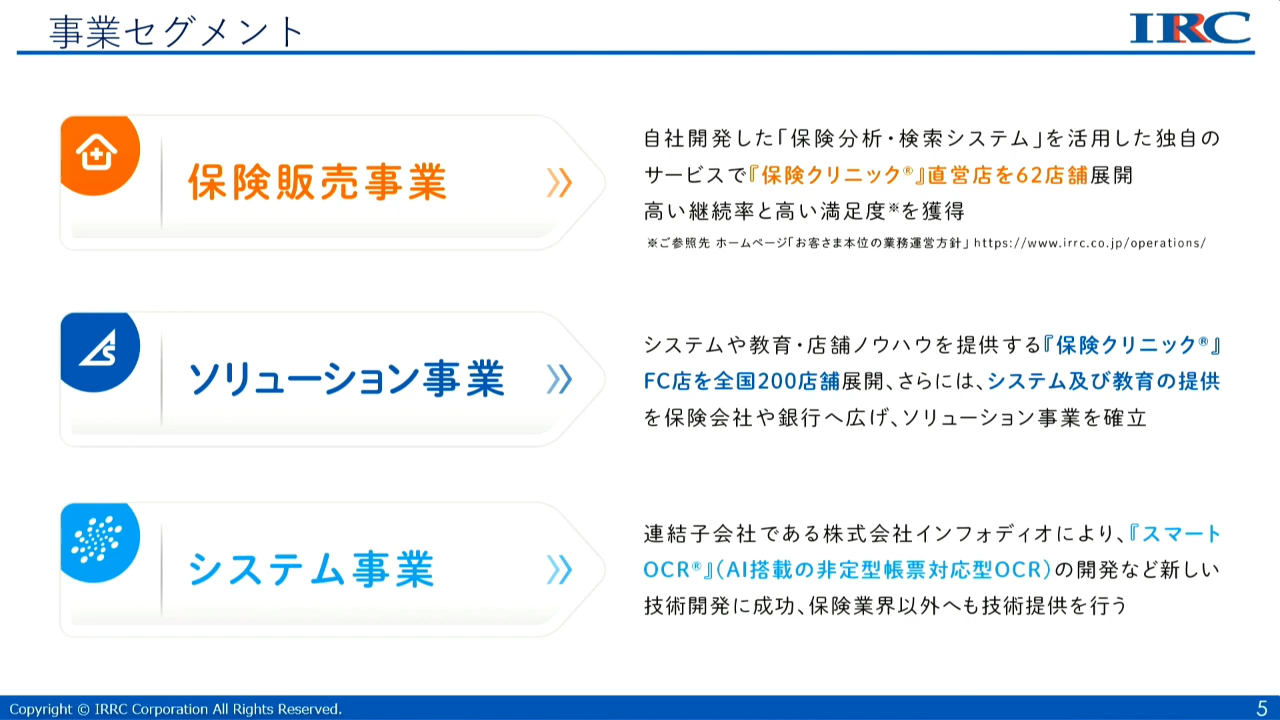 事業セグメント
IRRC
保険販売事業
自社開発した「保険分析・検索システム」を活用した独自の
サービスで『保険クリニック®』直営店を62店舗展開
高い継続率と高い満足度※を獲得
※ご参照先 ホームページ「お客さま本位の業務運営方針」 https://www.irrc.co.jp/operations/
ソリューション事業
システムや教育・店舗ノウハウを提供する『保険クリニック®』
FC店を全国200店舗展開、さらには、システム及び教育の提供
を保険会社や銀行へ広げ、ソリューション事業を確立
システム事業
連結子会社である株式会社インフォディオにより、『スマート
OCR®』（AI搭載の非定型帳票対応型OCR）の開発など新しい
技術開発に成功、保険業界以外へも技術提供を行う
Copyright © IRRC Corporation All Rights Reserved.
5